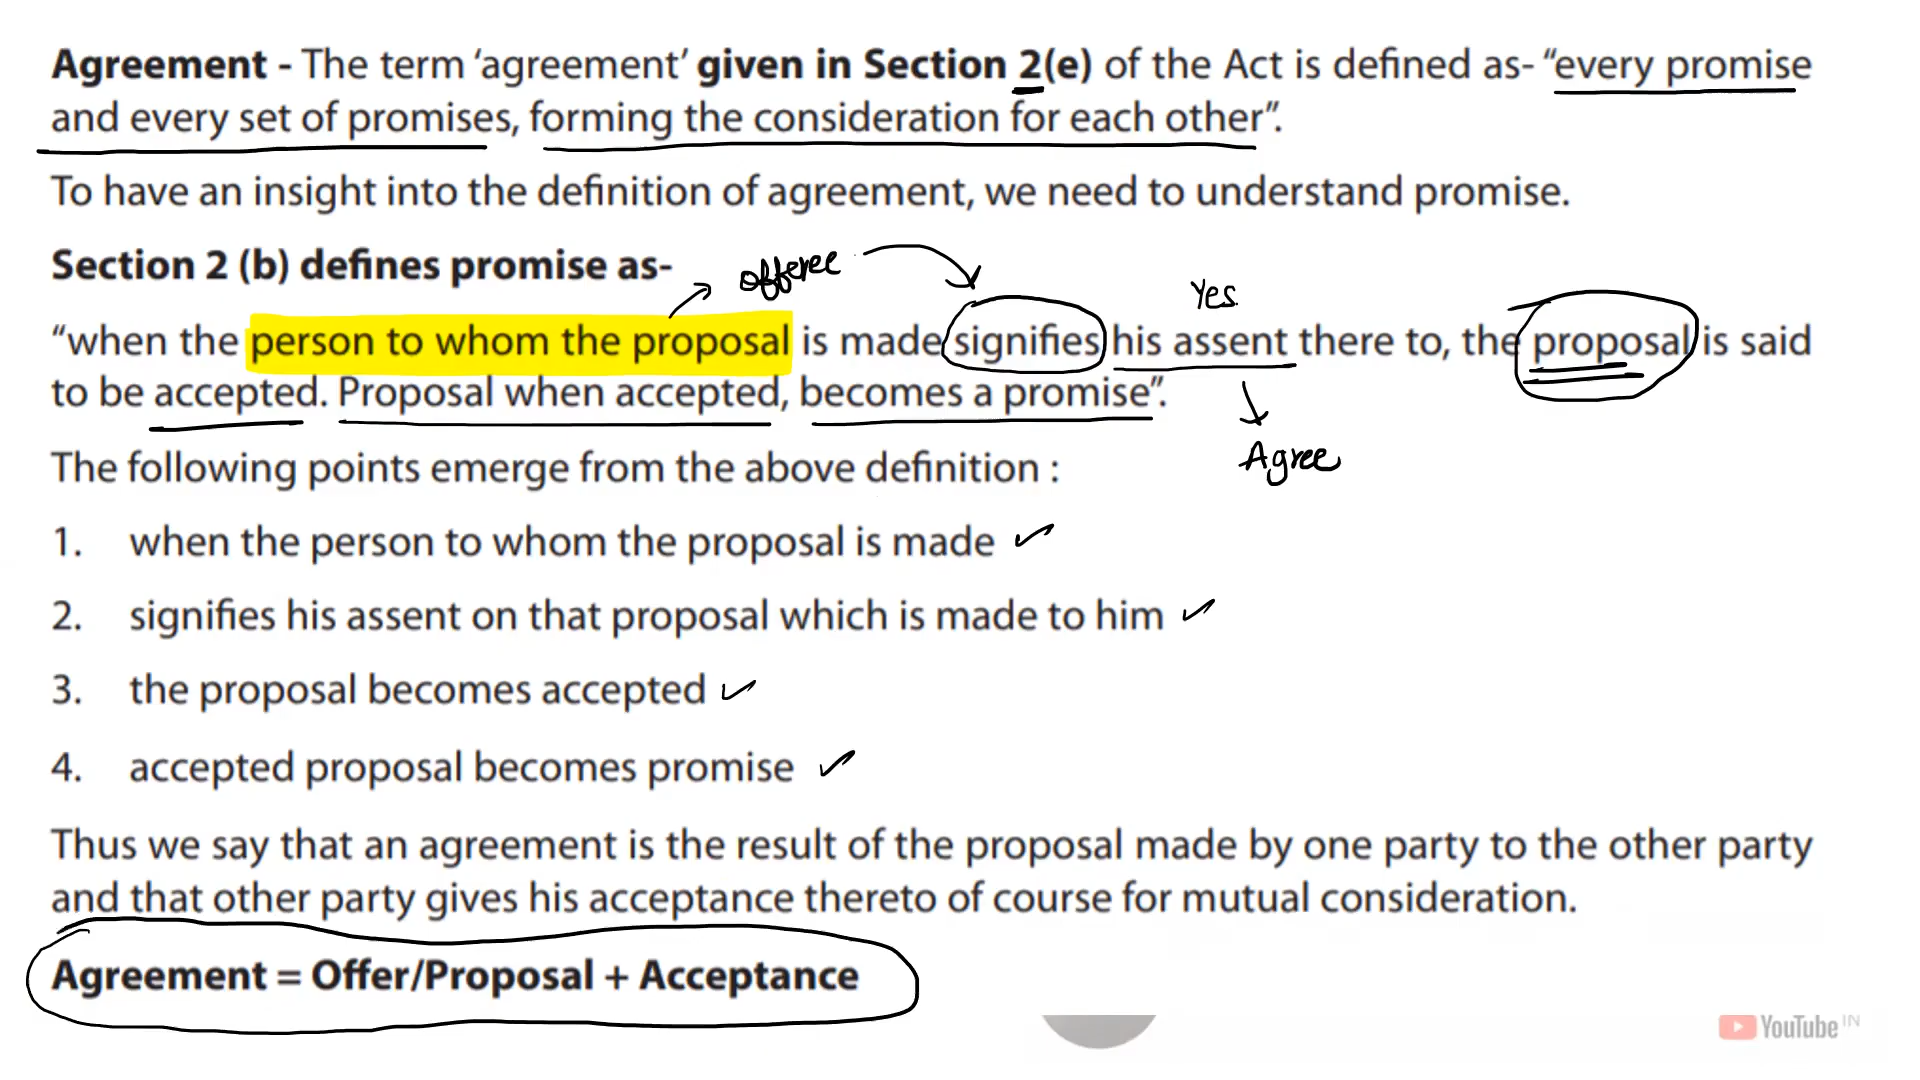 Agreement - The term ‘agreement’ given in Section 2(e) of the Act is defined as- “every promise
and every set of promises, forming the consideration for each other”.
To have an insight into the definition of agreement, we need to understand promise.
Section 2 (b) defines promise as-
offeree
Yes
“when the person to whom the proposal is made signifies his assent there to, the proposal is said
to be accepted. Proposal when accepted, becomes a promise”.
Agree
The following points emerge from the above definition :
1. when the person to whom the proposal is made
2. signifies his assent on that proposal which is made to him
3. the proposal becomes accepted
4. accepted proposal becomes promise
Thus we say that an agreement is the result of the proposal made by one party to the other party
and that other party gives his acceptance thereto of course for mutual consideration.
Agreement = Offer/Proposal + Acceptance
YouTube IN